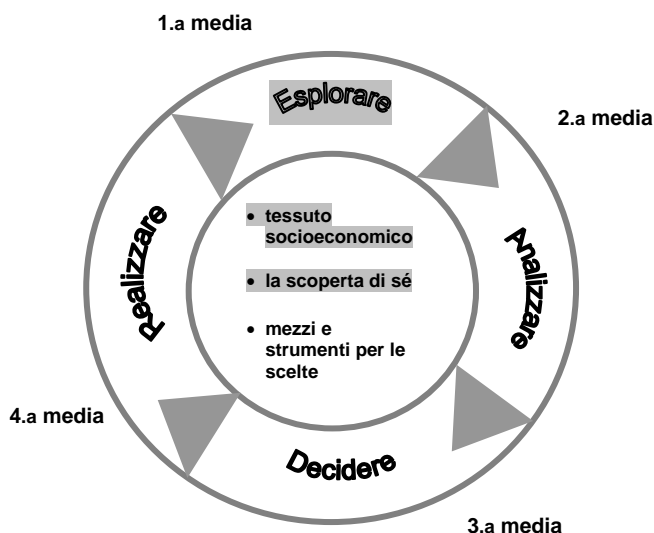 1.a media
Esplorare
2.a media
• tessuto
socioeconomico
• la scoperta di sé
• mezzi e
strumenti per le
scelte
Realizzare
Analizzare
4.a media
Decidere
3.a media